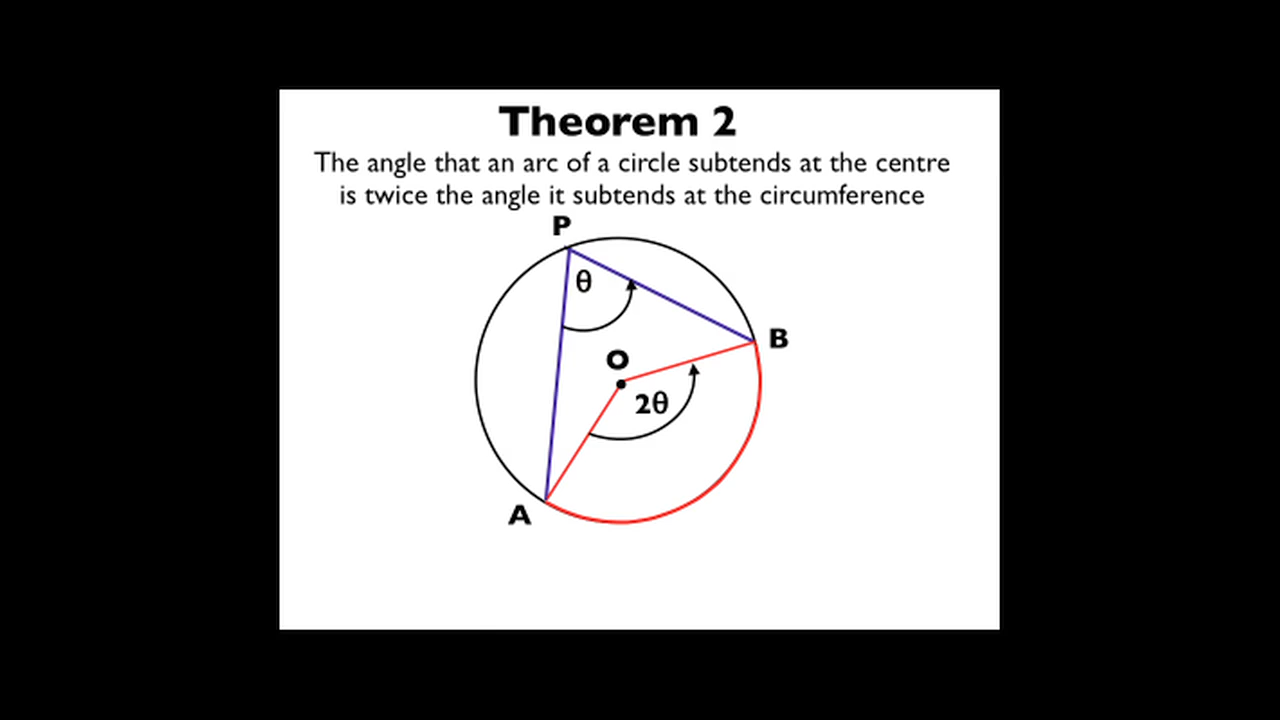 Theorem 2
The angle that an arc of a circle subtends at the centre
is twice the angle it subtends at the circumference
P
θ
B
O
2θ
A